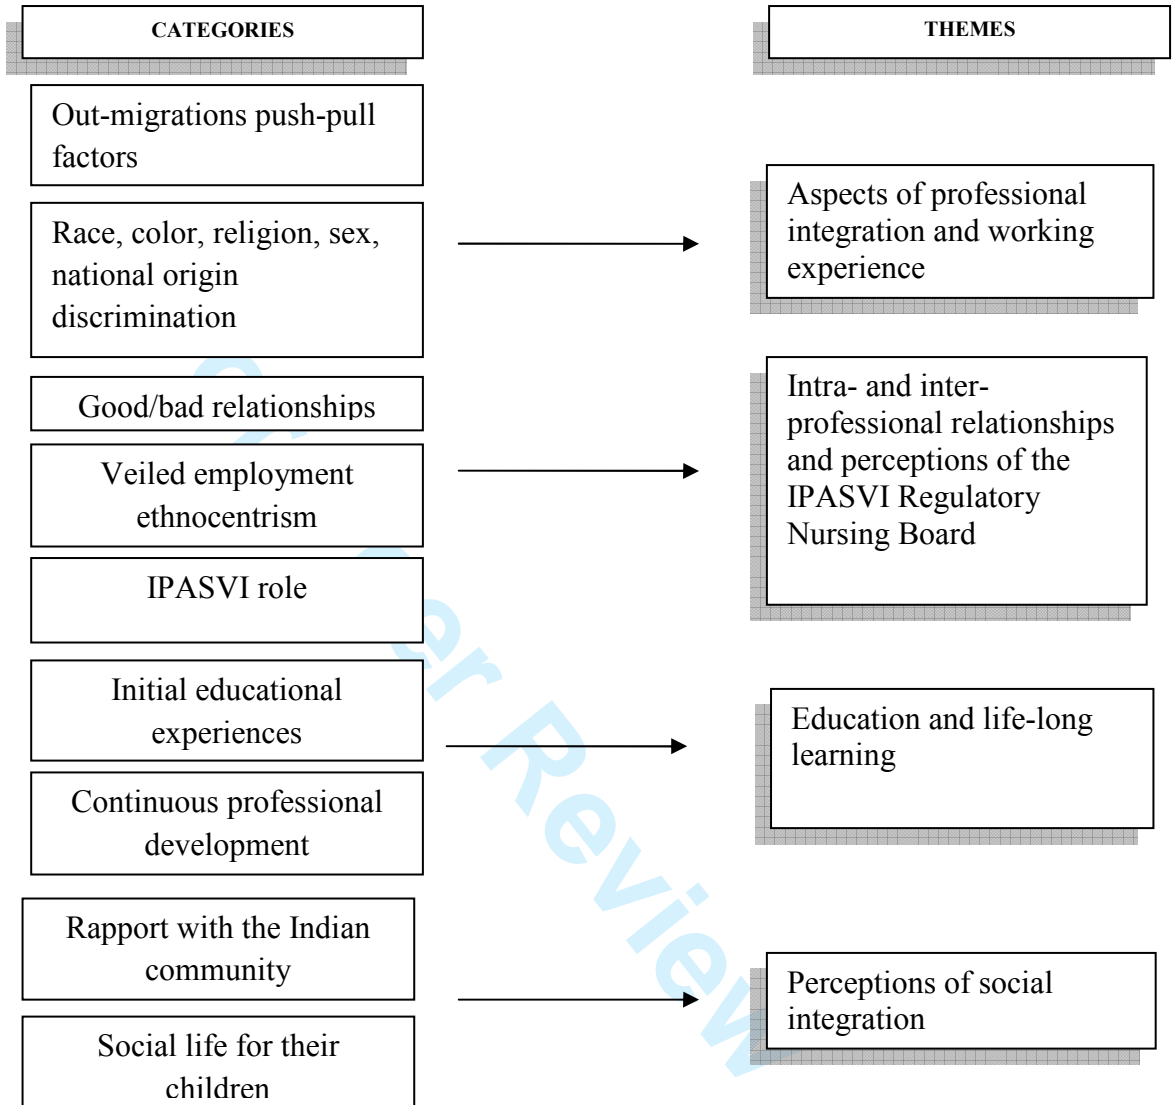 CATEGORIES
THEMES
Out-migrations push-pull
factors
Race, color, religion, sex,
national origin
discrimination
Aspects of professional
integration and working
experience
Good/bad relationships
Veiled employment
ethnocentrism
IPASVI role
Intra- and inter-
professional relationships
and perceptions of the
IPASVI Regulatory
Nursing Board
Initial educational
experiences
Continuous professional
development
Education and life-long
learning
Rapport with the Indian
community
Social life for their
children
Perceptions of social
integration
er Review